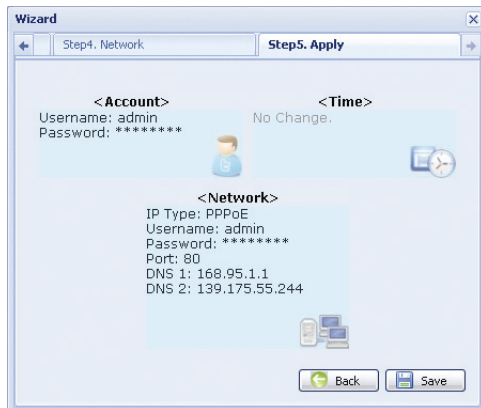 Wizard
Step4. Network
Step5. Apply
<Account>
Username: admin
Password: ********
<Time>
No Change.
<Network>
IP Type: PPPoE
Username: admin
Password: ********
Port: 80
DNS 1: 168.95.1.1
DNS 2: 139.175.55.244
Back
Save